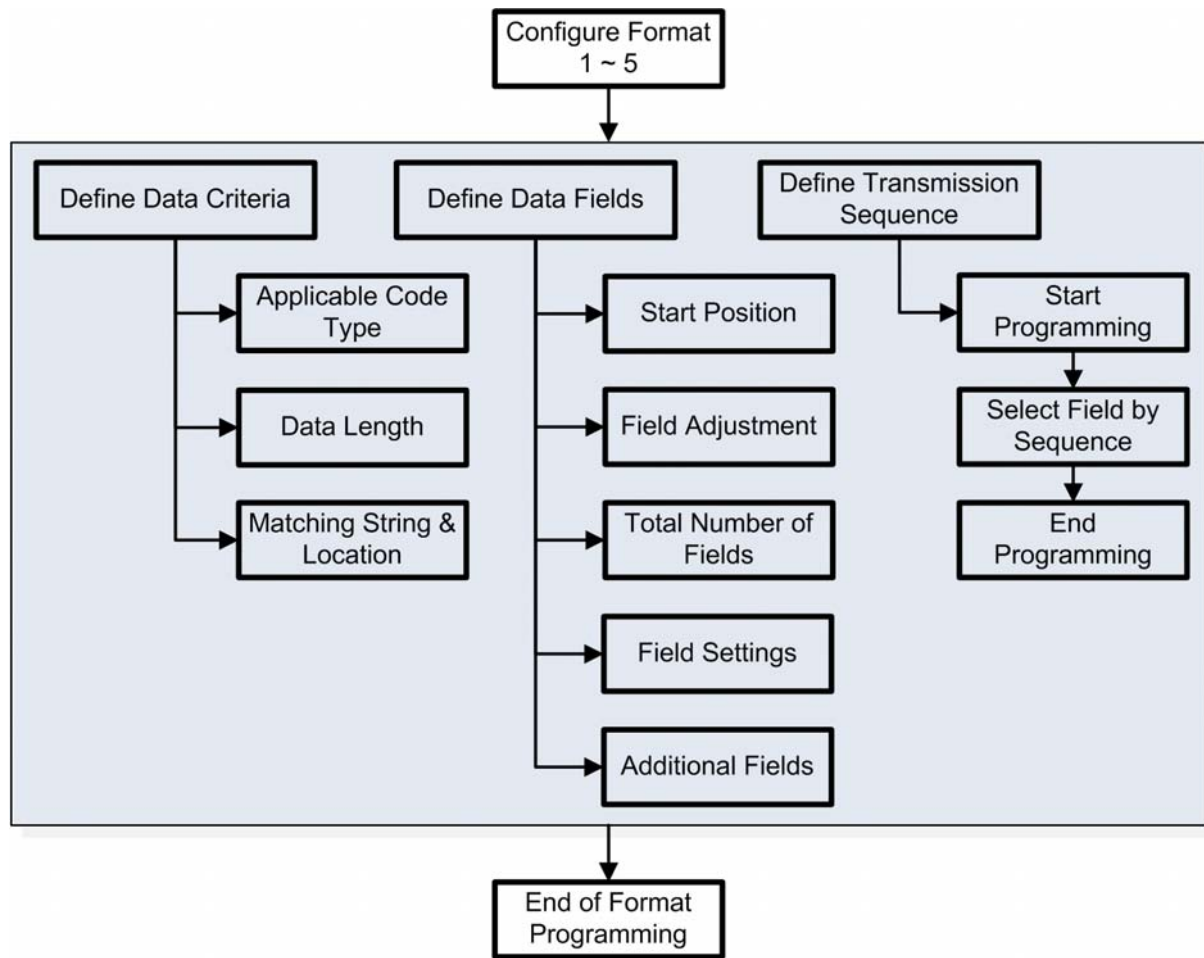 Configure Format
1 ~ 5
Define Data Criteria
Applicable Code
Type
Data Length
Matching String &
Location
Define Data Fields
Start Position
Field Adjustment
Total Number of
Fields
Field Settings
Additional Fields
Define Transmission
Sequence
Start
Programming
Select Field by
Sequence
End
Programming
End of Format
Programming